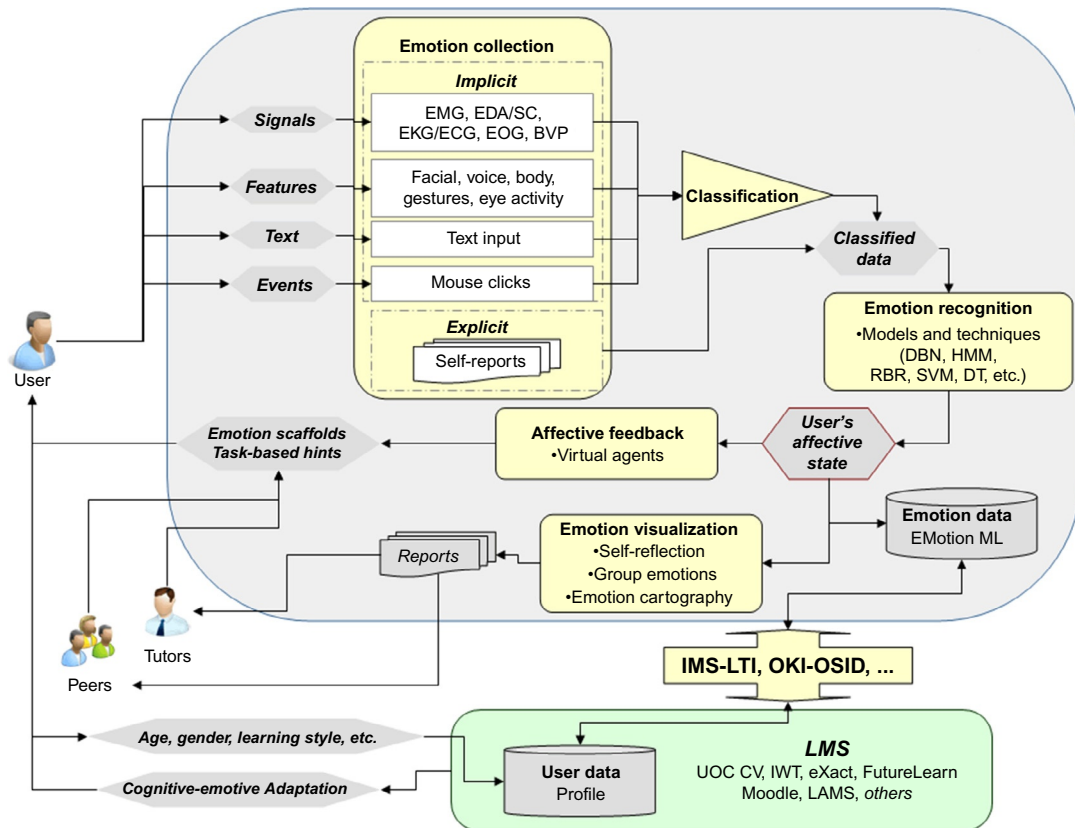 Emotion collection
Implicit
Signals
EMG, EDA/SC,
EKG/ECG, EOG, BVP
Features
Facial, voice, body,
gestures, eye activity
Classification
Text
Text input
Classified
data
Events
Mouse clicks
Emotion recognition
•Models and techniques
(DBN, HMM,
RBR, SVM, DT, etc.)
Explicit
Self-reports
User
Emotion scaffolds
Task-based hints
Affective feedback
•Virtual agents
User's
affective
state
Emotion data
EMotion ML
Emotion visualization
•Self-reflection
•Group emotions
•Emotion cartography
Reports
Tutors
Peers
IMS-LTI, OKI-OSID, ...
Age, gender, learning style, etc.
Cognitive-emotive Adaptation
User data
Profile
LMS
UOC CV, IWT, eXact, FutureLearn
Moodle, LAMS, others